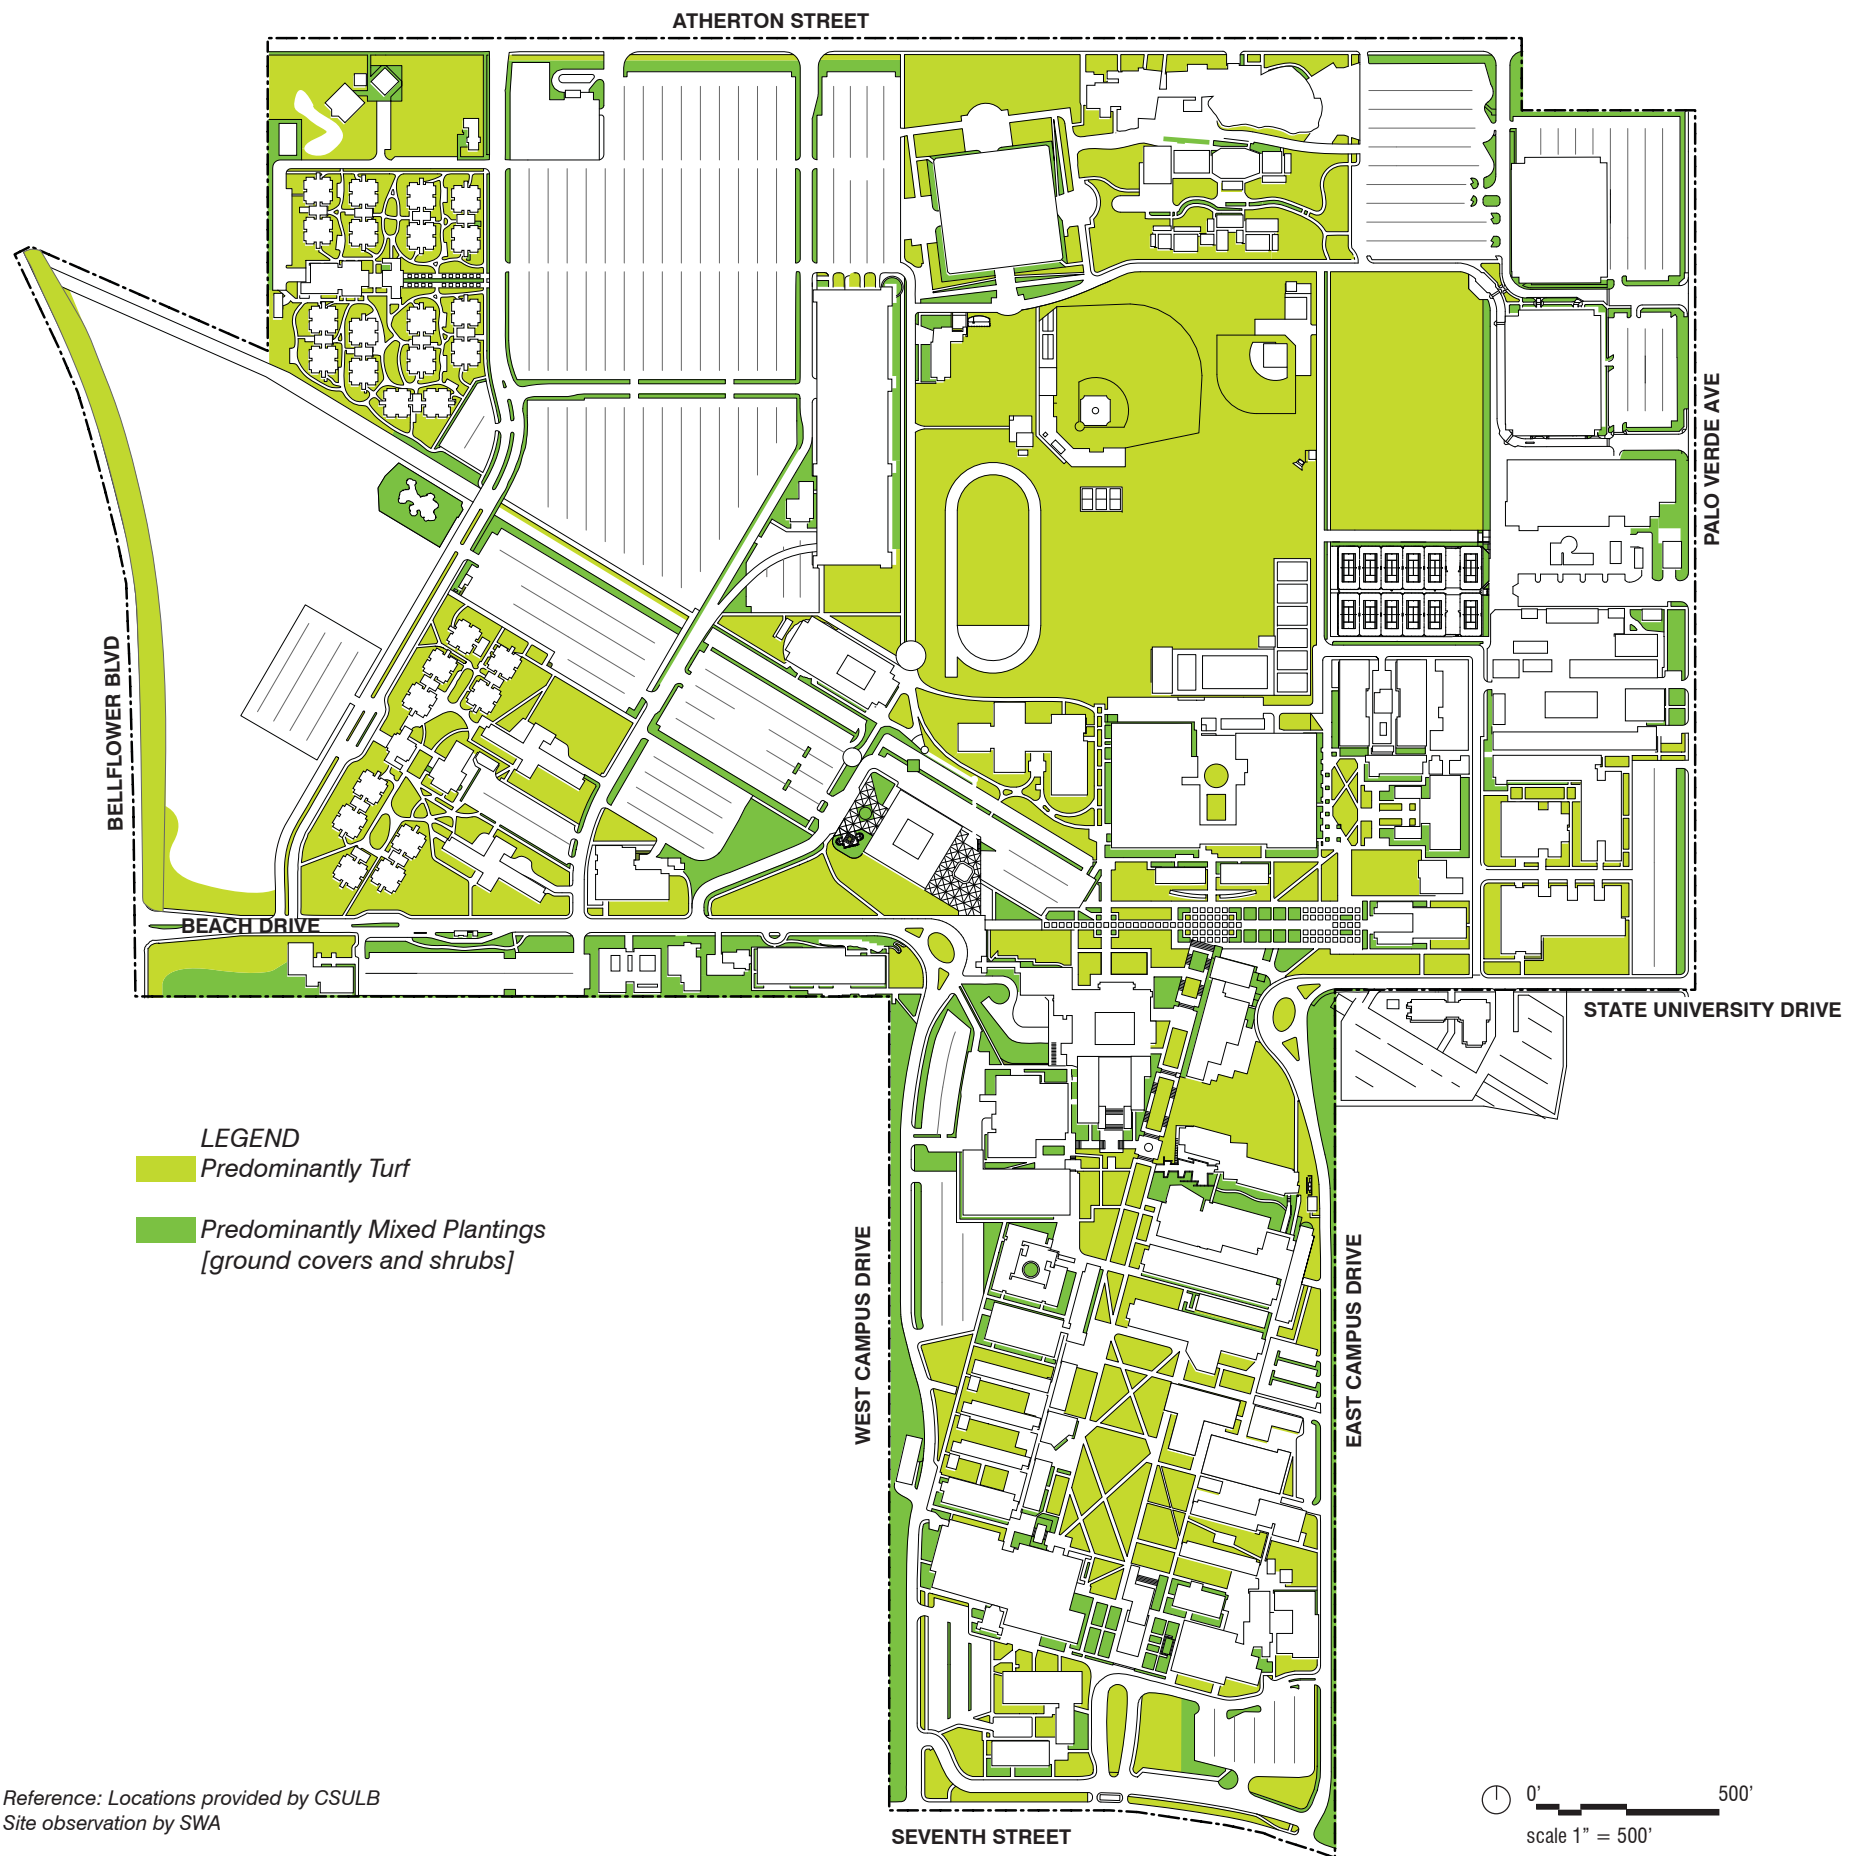 ATHERTON STREET
PALO VERDE AVE
BELLFLOWER BLVD
BEACH DRIVE
STATE UNIVERSITY DRIVE
LEGEND
Predominantly Turf
Predominantly Mixed Plantings
[ground covers and shrubs]
WEST CAMPUS DRIVE
EAST CAMPUS DRIVE
Reference: Locations provided by CSULB
Site observation by SWA
SEVENTH STREET
0’ 500’
scale 1” = 500’